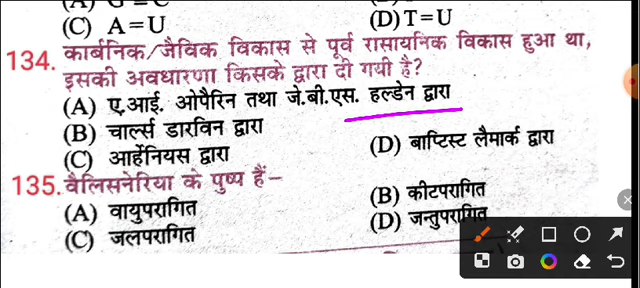 (C) A=U (D) T=U
134. कार्बनिक/जैविक विकास से पूर्व रासायनिक विकास हुआ था,
इसकी अवधारणा किसके द्वारा दी गयी है?
(A) ए.आई. ओपैरिन तथा जे.बी.एस. हल्डेन द्वारा
(B) चार्ल्स डारविन द्वारा
(C) आर्हेनियस द्वारा (D) बाप्टिस्ट लैमार्क द्वारा
135. वैलिसनेरिया के पुष्प हैं–
(A) वायुपरागित (B) कीटपरागित
(C) जलपरागित (D) जन्तुपरागित